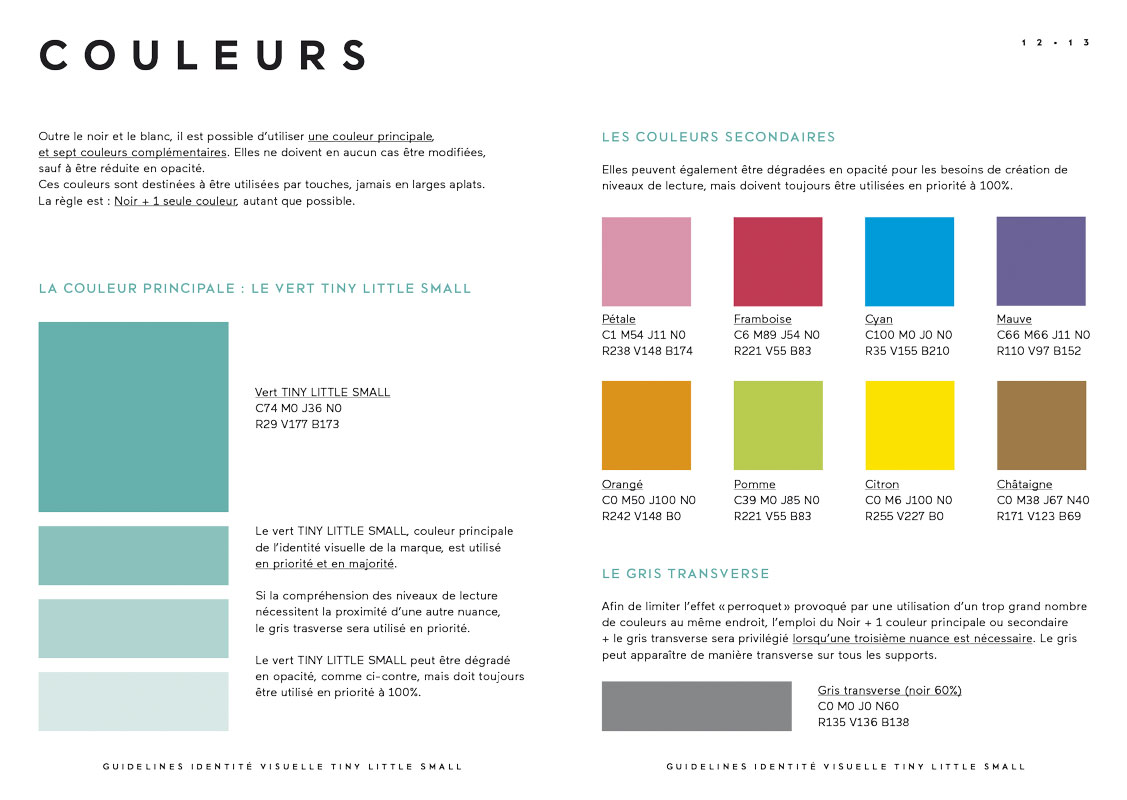 COULEURS
12 • 13
Outre le noir et le blanc, il est possible d'utiliser une couleur principale,
et sept couleurs complémentaires. Elles ne doivent en aucun cas être modifiées,
sauf à être réduite en opacité.
Ces couleurs sont destinées à être utilisées par touches, jamais en larges aplats.
La règle est : Noir + 1 seule couleur, autant que possible.
LA COULEUR PRINCIPALE : LE VERT TINY LITTLE SMALL
Vert TINY LITTLE SMALL
C74 M0 J36 N0
R29 V177 B173
Le vert TINY LITTLE SMALL, couleur principale
de l'identité visuelle de la marque, est utilisé
en priorité et en majorité.
Si la compréhension des niveaux de lecture
nécessitent la proximité d'une autre nuance,
le gris trasverse sera utilisé en priorité.
Le vert TINY LITTLE SMALL peut être dégradé
en opacité, comme ci-contre, mais doit toujours
être utilisé en priorité à 100%.
GUIDELINES IDENTITÉ VISUELLE TINY LITTLE SMALL
LES COULEURS SECONDAIRES
Elles peuvent également être dégradées en opacité pour les besoins de création de
niveaux de lecture, mais doivent toujours être utilisées en priorité à 100%.
Pétale
C1 M54 J11 N0
R238 V148 B174
Framboise
C6 M89 J54 N0
R221 V55 B83
Cyan
C100 M0 J0 N0
R35 V155 B210
Mauve
C66 M66 J11 N0
R110 V97 B152
Orangé
C0 M50 J100 N0
R242 V148 B0
Pomme
C39 M0 J85 N0
R221 V55 B83
Citron
C0 M6 J100 N0
R255 V227 B0
Châtaigne
C0 M38 J67 N40
R171 V123 B69
LE GRIS TRANSVERSE
Afin de limiter l'effet « perroquet » provoqué par une utilisation d'un trop grand nombre
de couleurs au même endroit, l'emploi du Noir + 1 couleur principale ou secondaire
+ le gris transverse sera privilégié lorsqu'une troisième nuance est nécessaire. Le gris
peut apparaître de manière transverse sur tous les supports.
Gris transverse (noir 60%)
C0 M0 J0 N60
R135 V136 B138
GUIDELINES IDENTITÉ VISUELLE TINY LITTLE SMALL